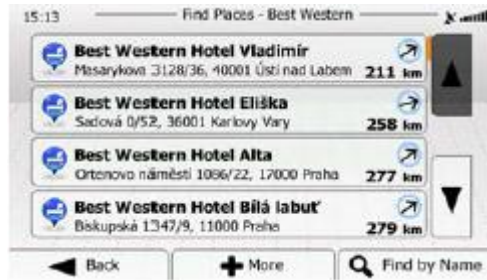 15:13
Find Places - Best Western
Best Western Hotel Vladimír
Masarykova 3128/36, 40001 Ústí nad Labem
211 km
Best Western Hotel Eliška
Sadová 0/52, 36001 Karlovy Vary
258 km
Best Western Hotel Alta
Ortenovo náměstí 1086/22, 17000 Praha
277 km
Best Western Hotel Bílá labuť
Biskupská 1347/9, 11000 Praha
279 km
Back
More
Find by Name